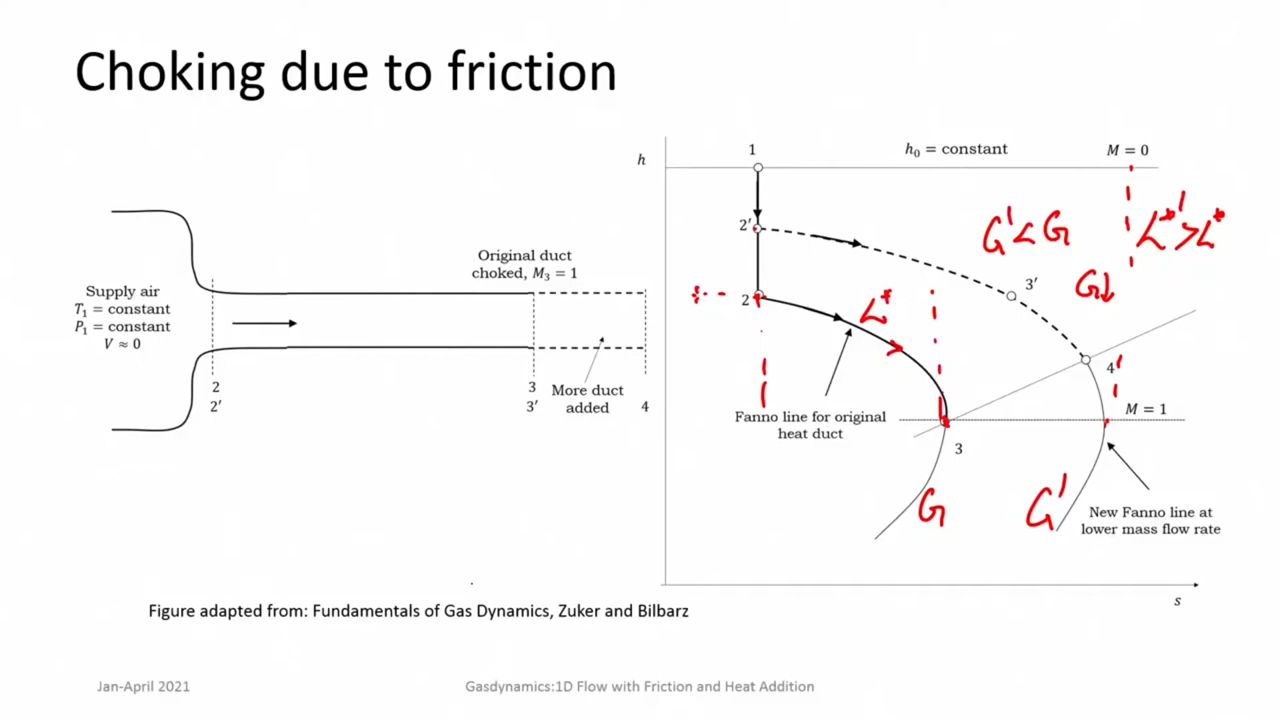 Choking due to friction
Supply air
T₁ = constant
P₁ = constant
V ≈ 0
2
2′
Original duct
choked, M₃ = 1
3
3′
More duct
added
4
h
1
h₀ = constant
M = 0
2′
2
3′
4′
M = 1
3
Fanno line for original
heat duct
New Fanno line at
lower mass flow rate
s
G' < G
L*' > L*
G↓
L*
G
G'
Figure adapted from: Fundamentals of Gas Dynamics, Zuker and Bilbarz
Jan-April 2021
Gasdynamics:1D Flow with Friction and Heat Addition